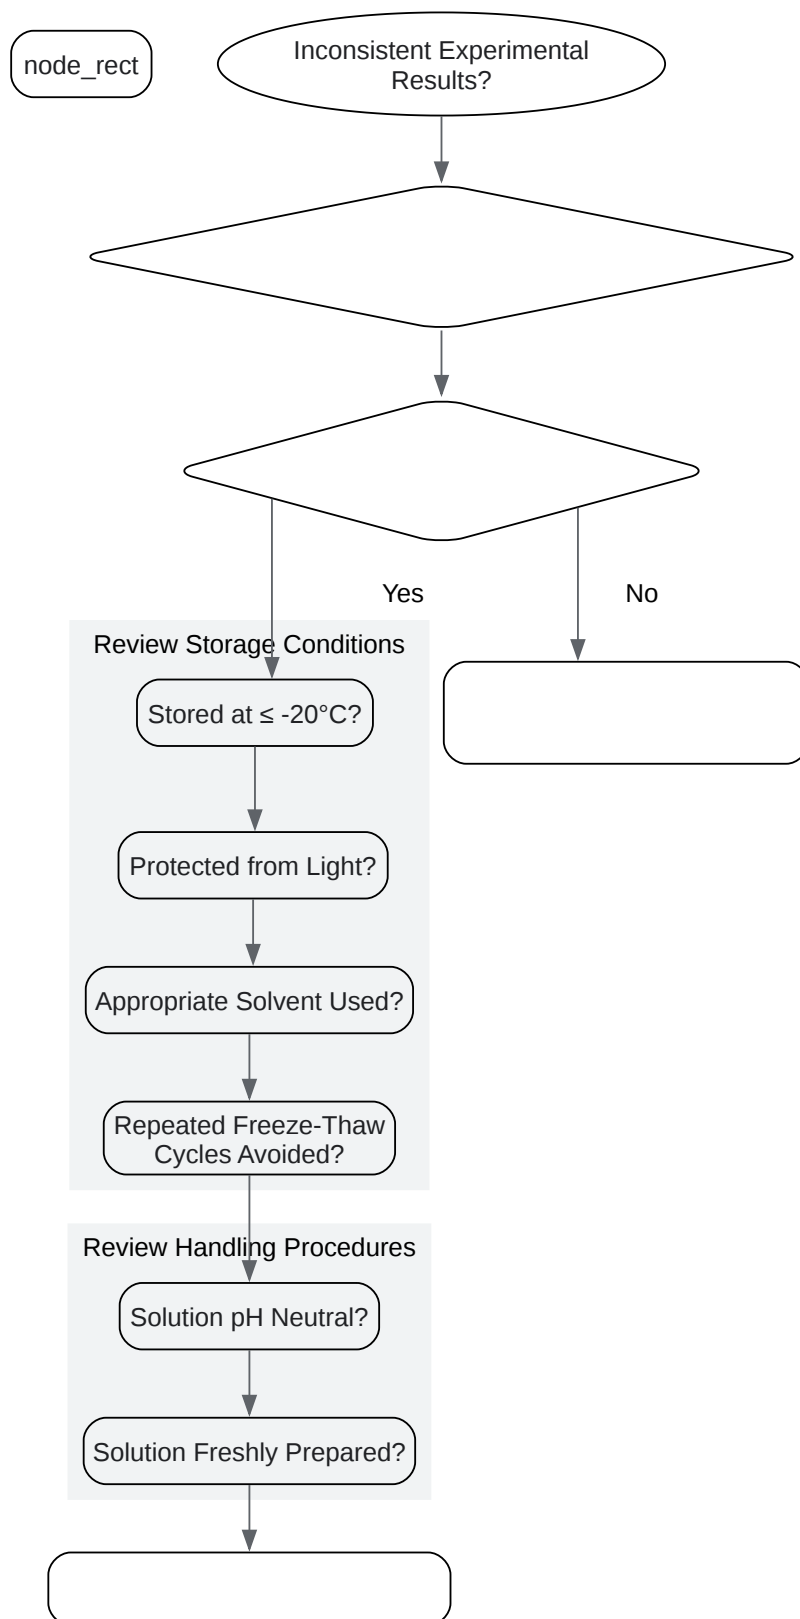 node_rect
Inconsistent Experimental
Results?
Yes
No
Review Storage Conditions
Stored at ≤ -20°C?
Protected from Light?
Appropriate Solvent Used?
Repeated Freeze-Thaw
Cycles Avoided?
Review Handling Procedures
Solution pH Neutral?
Solution Freshly Prepared?